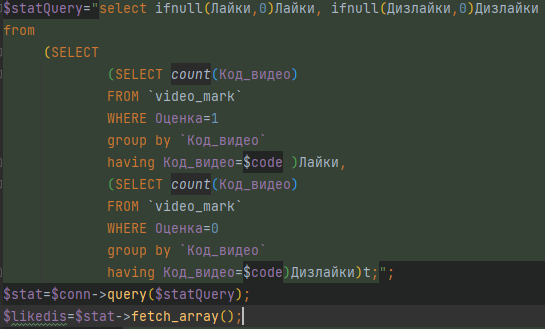 $statQuery="select ifnull(Лайки,0)Лайки, ifnull(Дизлайки,0)Дизлайки
from
(SELECT
(SELECT count(Код_видео)
FROM `video_mark`
WHERE Оценка=1
group by `Код_видео`
having Код_видео=$code )Лайки,
(SELECT count(Код_видео)
FROM `video_mark`
WHERE Оценка=0
group by `Код_видео`
having Код_видео=$code)Дизлайки)t;";
$stat=$conn->query($statQuery);
$likedis=$stat->fetch_array();